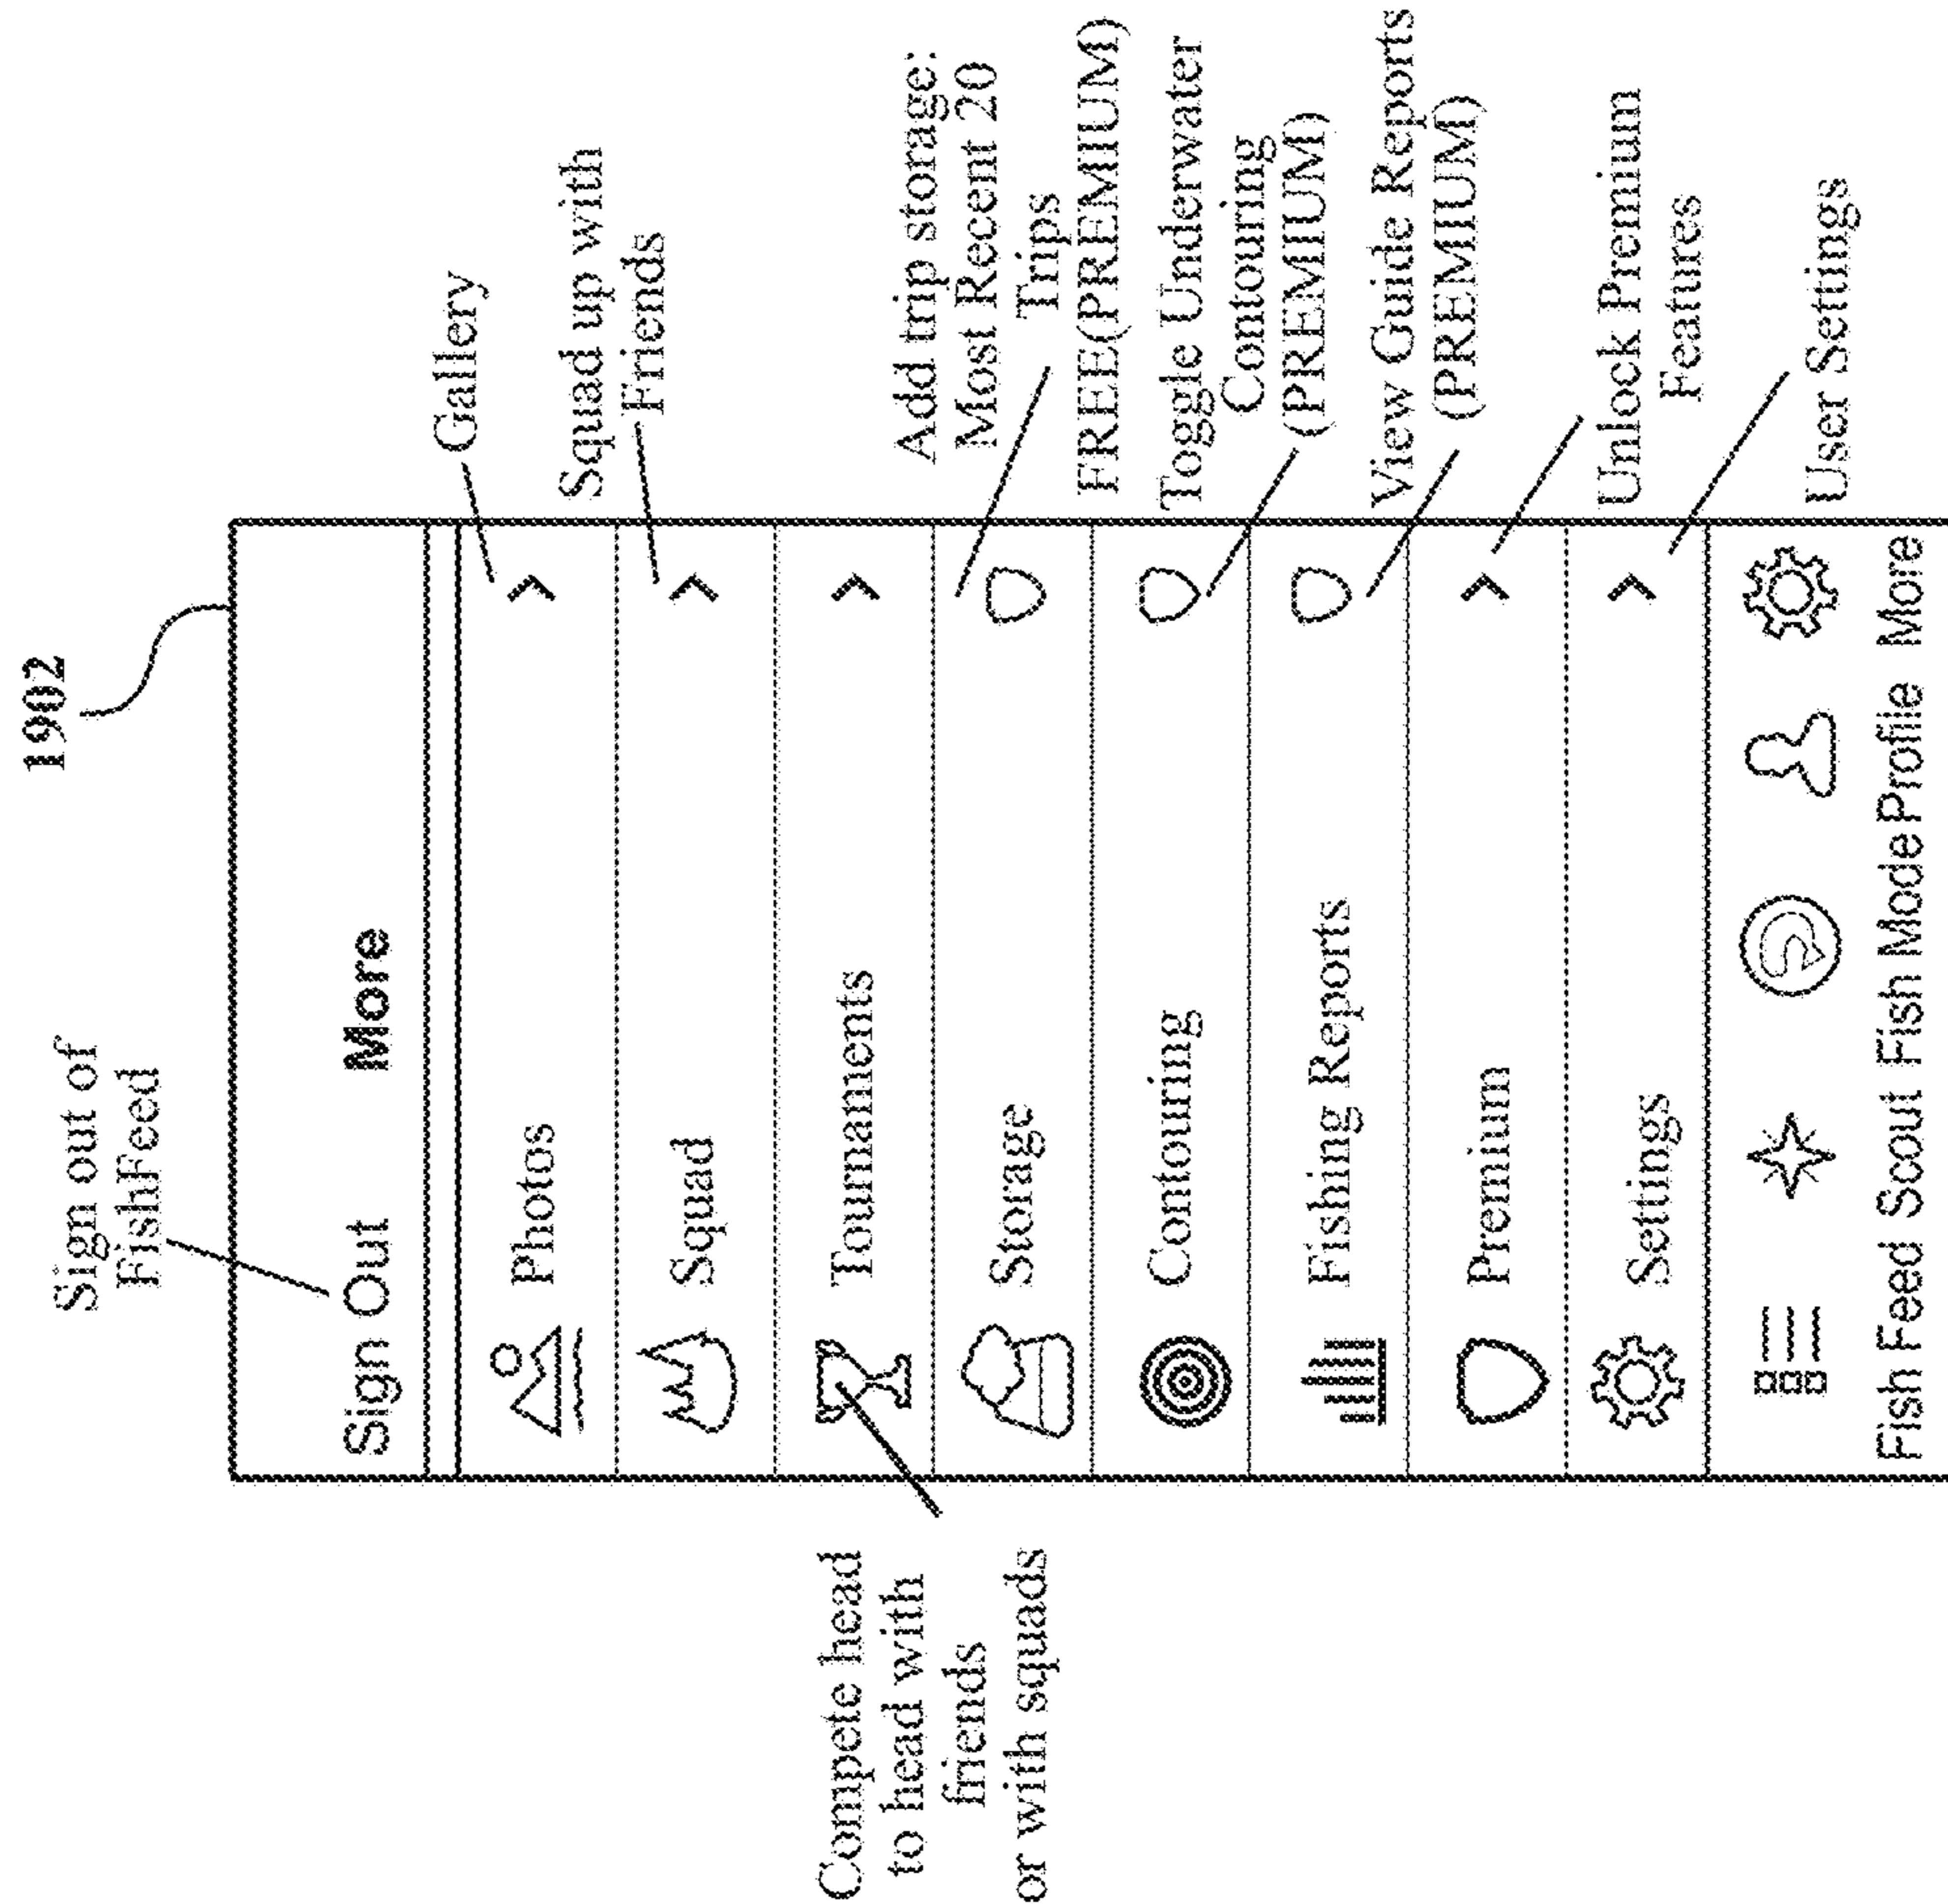 1902
Sign out of
FishFeed
Sign Out More
Photos
Gallery
Squad
Squad up with
Friends
Tournaments
Compete head
to head with
friends
or with squads
Storage
Add trip storage:
Most Recent 20
Trips
FREE(PREMIUM)
Contouring
Toggle Underwater
Contouring
(PREMIUM)
Fishing Reports
View Guide Reports
(PREMIUM)
Premium
Unlock Premium
Features
Settings
User Settings
Fish Feed Scout Fish Mode Profile More